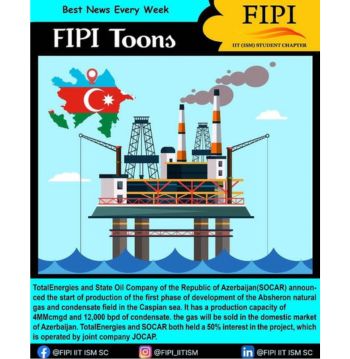 Best News Every Week
FIPI
IIT (ISM) STUDENT CHAPTER
FIPI Toons
TotalEnergies and State Oil Company of the Republic of Azerbaijan(SOCAR) announ-
ced the start of production of the first phase of development of the Absheron natural
gas and condensate field in the Caspian sea. It has a production capacity of
4MMcmgd and 12,000 bpd of condensate. the gas will be sold in the domestic market
of Azerbaijan. TotalEnergies and SOCAR both held a 50% interest in the project, which
is operated by joint company JOCAP.
@FIPI IIT ISM SC
@FIPI_IITISM
@FIPI IIT ISM SC